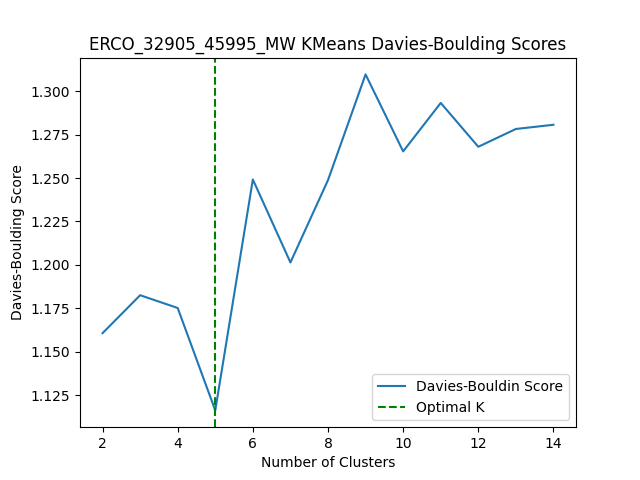 ERCO_32905_45995_MW KMeans Davies-Boulding Scores
1.300
1.275
1.250
1.225
1.200
1.175
1.150
1.125
Davies-Boulding Score
2 4 6 8 10 12 14
Number of Clusters
Davies-Bouldin Score
Optimal K